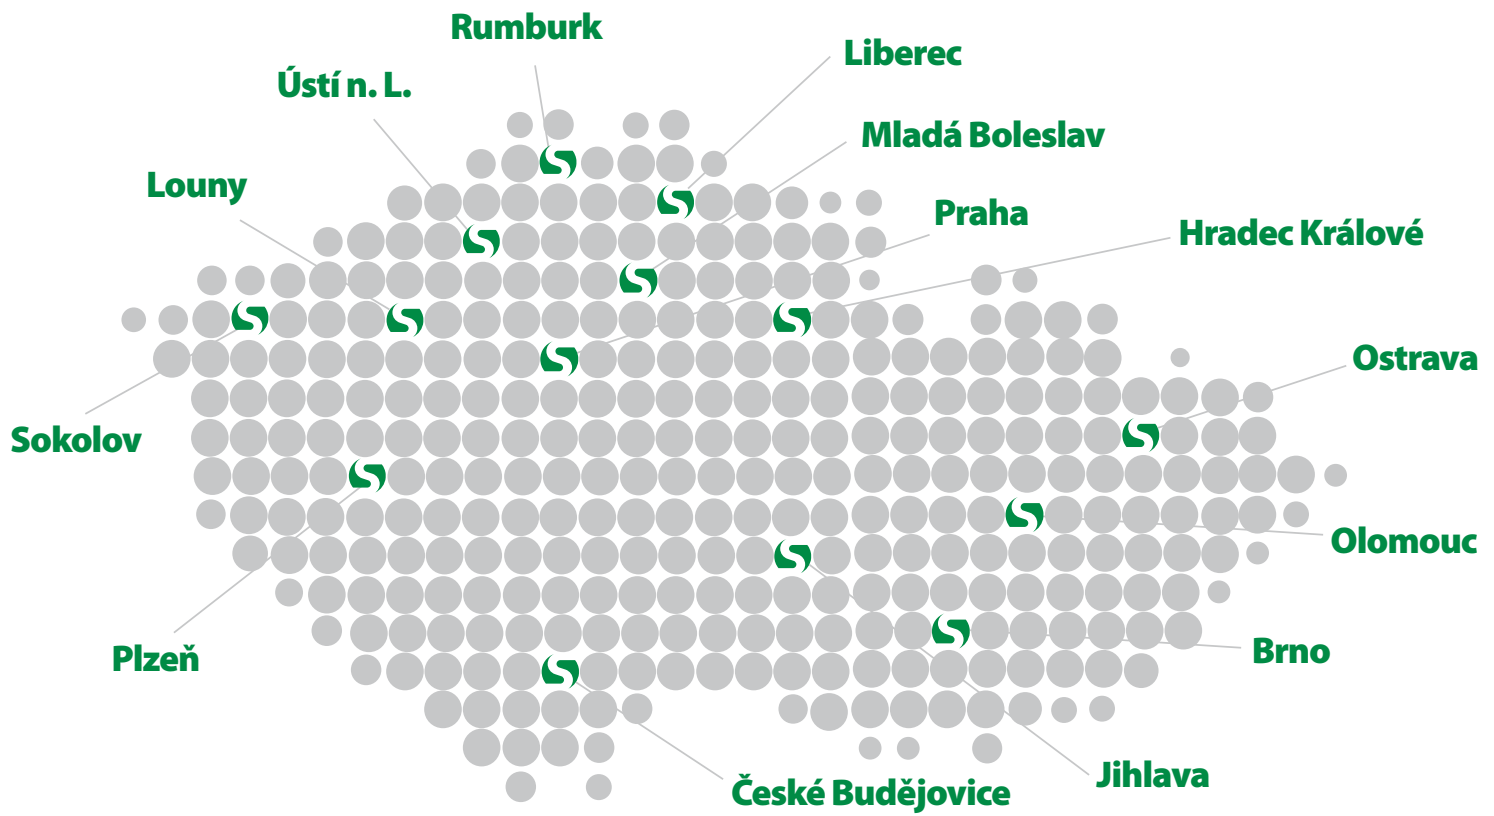 Rumburk
Liberec
Ústí n. L.
Mladá Boleslav
Louny
Praha
Hradec Králové
Ostrava
Sokolov
Olomouc
Plzeň
Brno
Jihlava
České Budějovice